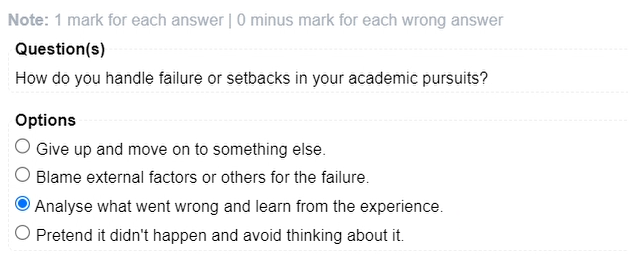 Note: 1 mark for each answer | 0 minus mark for each wrong answer
Question(s)
How do you handle failure or setbacks in your academic pursuits?
Options
Give up and move on to something else.
Blame external factors or others for the failure.
Analyse what went wrong and learn from the experience.
Pretend it didn't happen and avoid thinking about it.